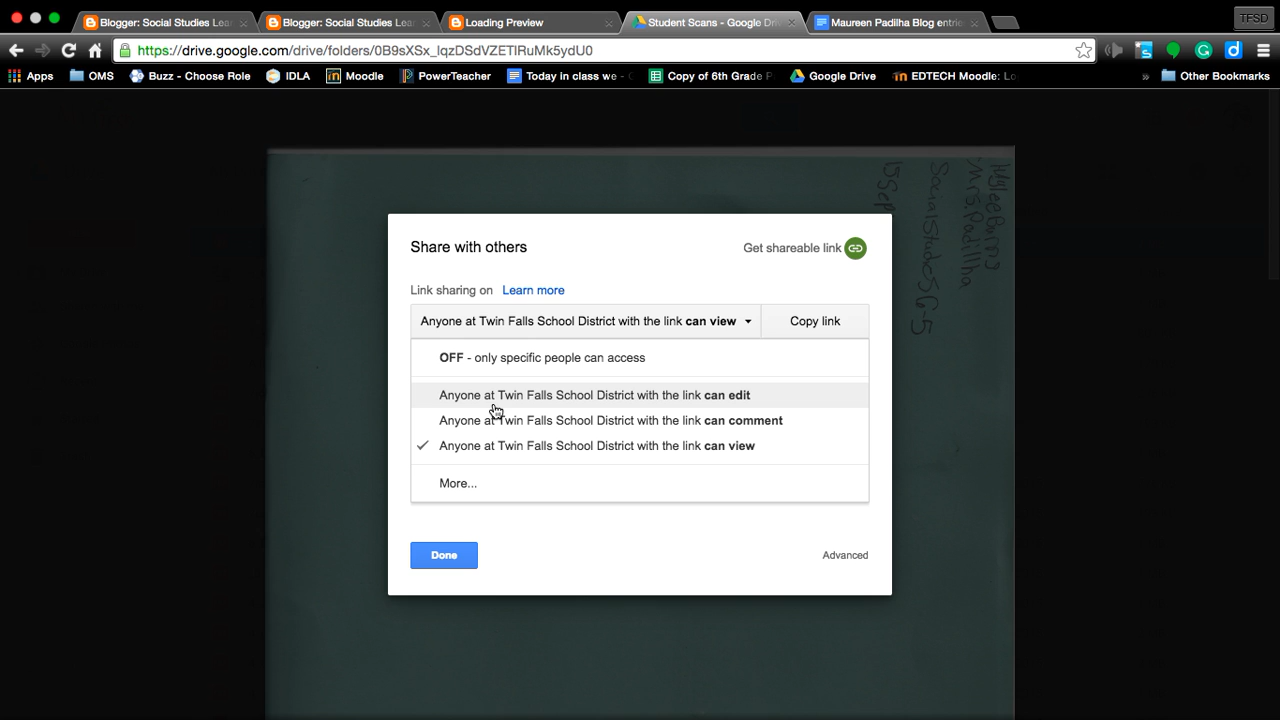 Blogger: Social Studies Lea
Blogger: Social Studies Lea
Loading Preview
Student Scans - Google Dri
Maureen Padilha Blog entrie
TFSD
https://drive.google.com/drive/folders/0B9sXSx_lqzDSdVZETlRuMk5ydU0
Apps
OMS
Buzz - Choose Role
IDLA
Moodle
PowerTeacher
Today in class we -
Copy of 6th Grade P
Google Drive
EDTECH Moodle: Lo
»
Other Bookmarks
Mrs. Padilha
Social Studies 6-5
15 Sep
Share with others
Get shareable link
Link sharing on Learn more
Anyone at Twin Falls School District with the link can view
Copy link
OFF - only specific people can access
Anyone at Twin Falls School District with the link can edit
Anyone at Twin Falls School District with the link can comment
Anyone at Twin Falls School District with the link can view
More...
Done
Advanced